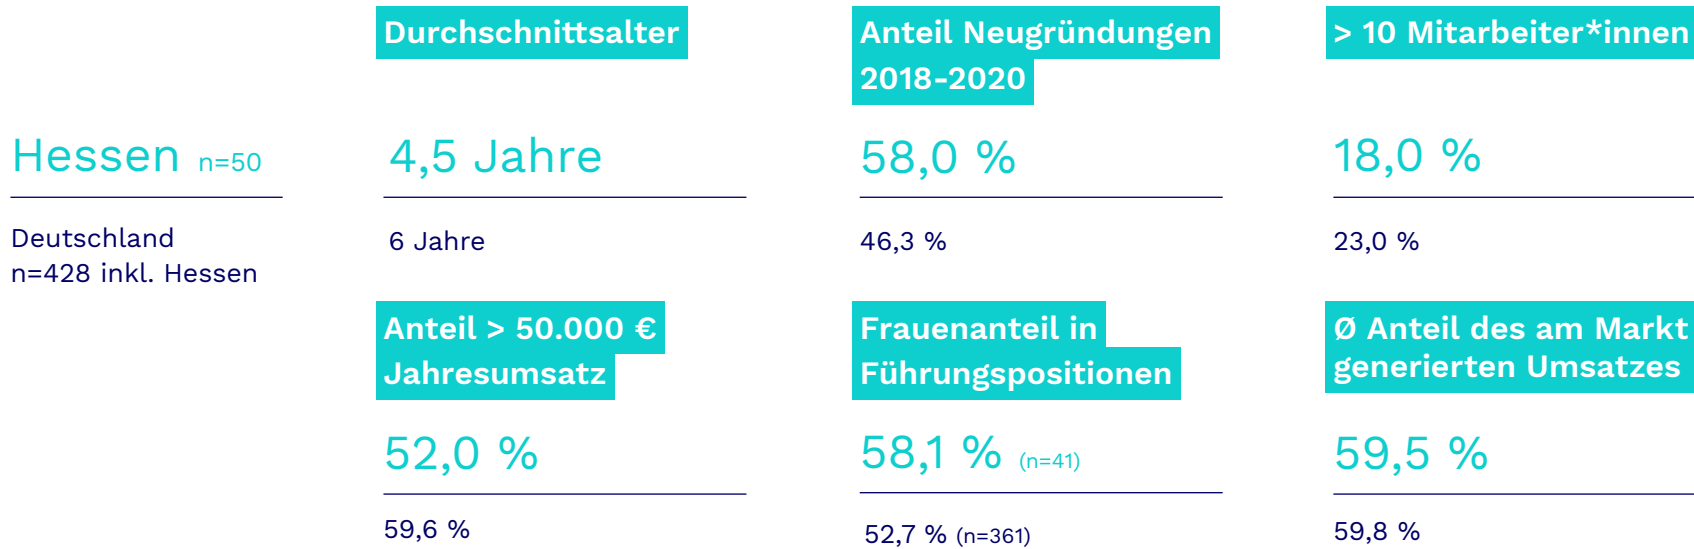 Durchschnittsalter
Anteil Neugründungen
2018-2020
> 10 Mitarbeiter*innen
Hessen n=50
4,5 Jahre
58,0 %
18,0 %
Deutschland
n=428 inkl. Hessen
6 Jahre
46,3 %
23,0 %
Anteil > 50.000 €
Jahresumsatz
Frauenanteil in
Führungspositionen
Ø Anteil des am Markt
generierten Umsatzes
52,0 %
58,1 % (n=41)
59,5 %
59,6 %
52,7 % (n=361)
59,8 %